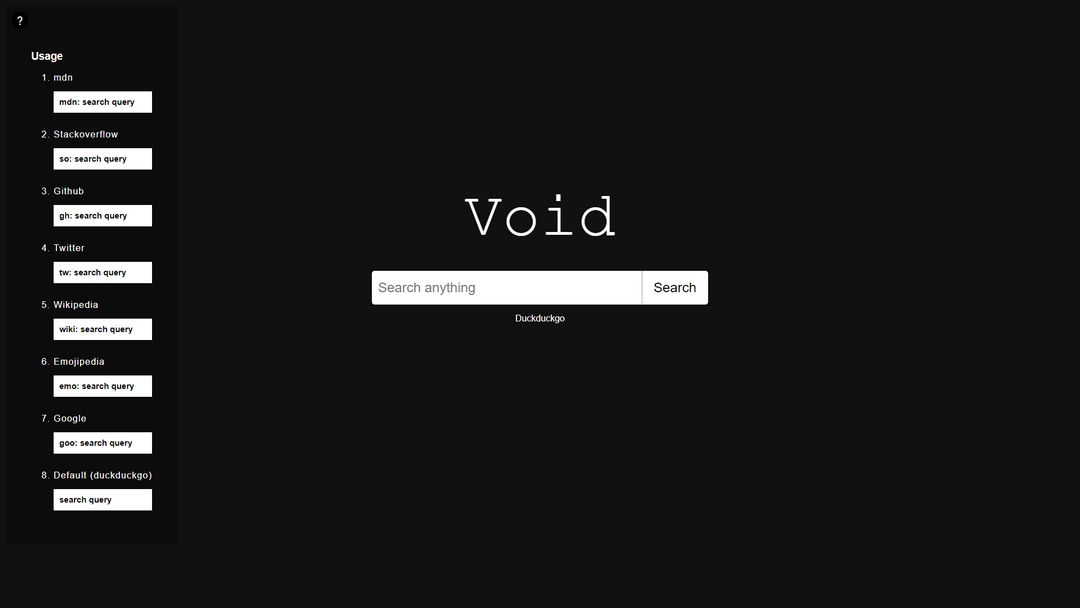 ?
Usage
1. mdn
mdn: search query
2. Stackoverflow
so: search query
3. Github
gh: search query
4. Twitter
tw: search query
5. Wikipedia
wiki: search query
6. Emojipedia
emo: search query
7. Google
goo: search query
8. Default (duckduckgo)
search query
Void
Search anything Search
Duckduckgo